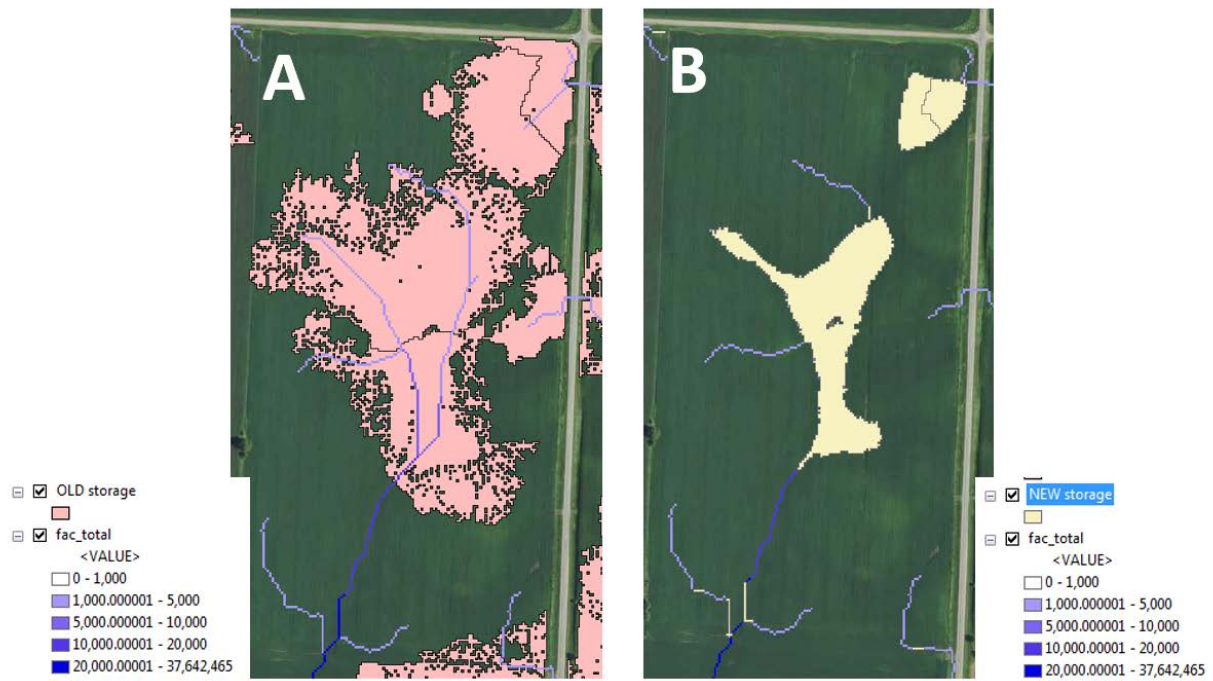 A
B
OLD storage
fac_total
<VALUE>
0 - 1,000
1,000.000001 - 5,000
5,000.00001 - 10,000
10,000.00001 - 20,000
20,000.00001 - 37,642,465
NEW storage
fac_total
<VALUE>
0 - 1,000
1,000.000001 - 5,000
5,000.00001 - 10,000
10,000.00001 - 20,000
20,000.00001 - 37,642,465